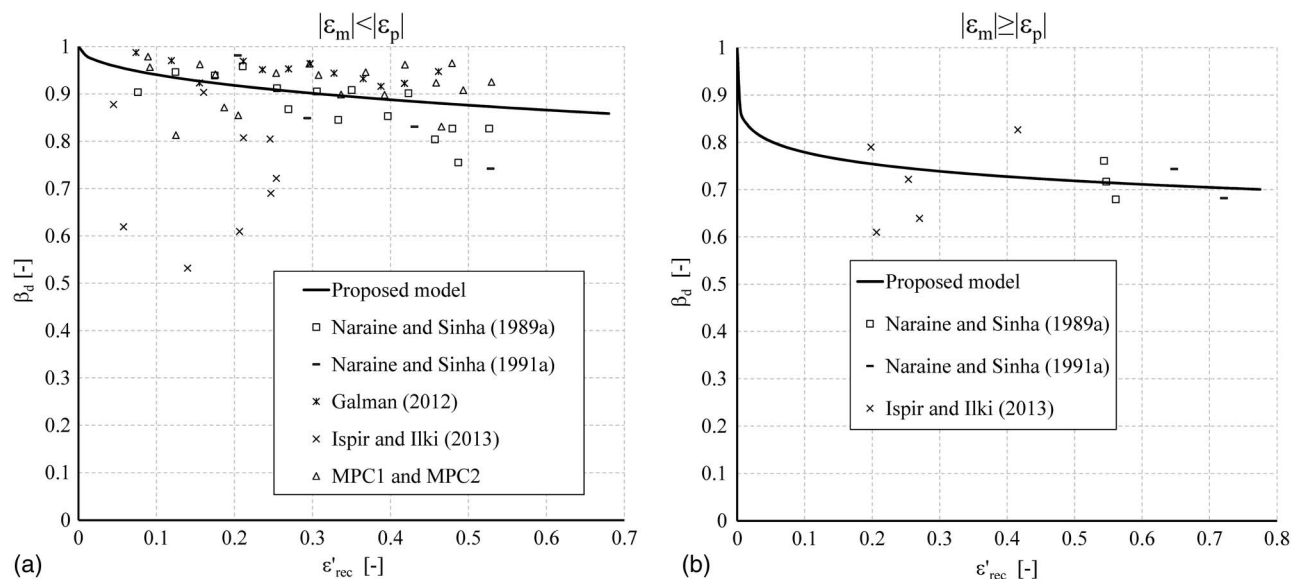 |εm|<|εp|
1
0.9
0.8
0.7
0.6
0.5
0.4
0.3
0.2
0.1
0
βd [-]
Proposed model
Naraine and Sinha (1989a)
Naraine and Sinha (1991a)
Galman (2012)
Ispir and Ilki (2013)
MPC1 and MPC2
0 0.1 0.2 0.3 0.4 0.5 0.6 0.7
(a)
ε'rec [-]
|εm|≥|εp|
1
0.9
0.8
0.7
0.6
0.5
0.4
0.3
0.2
0.1
0
βd [-]
Proposed model
Naraine and Sinha (1989a)
Naraine and Sinha (1991a)
Ispir and Ilki (2013)
0 0.1 0.2 0.3 0.4 0.5 0.6 0.7 0.8
(b)
ε'rec [-]